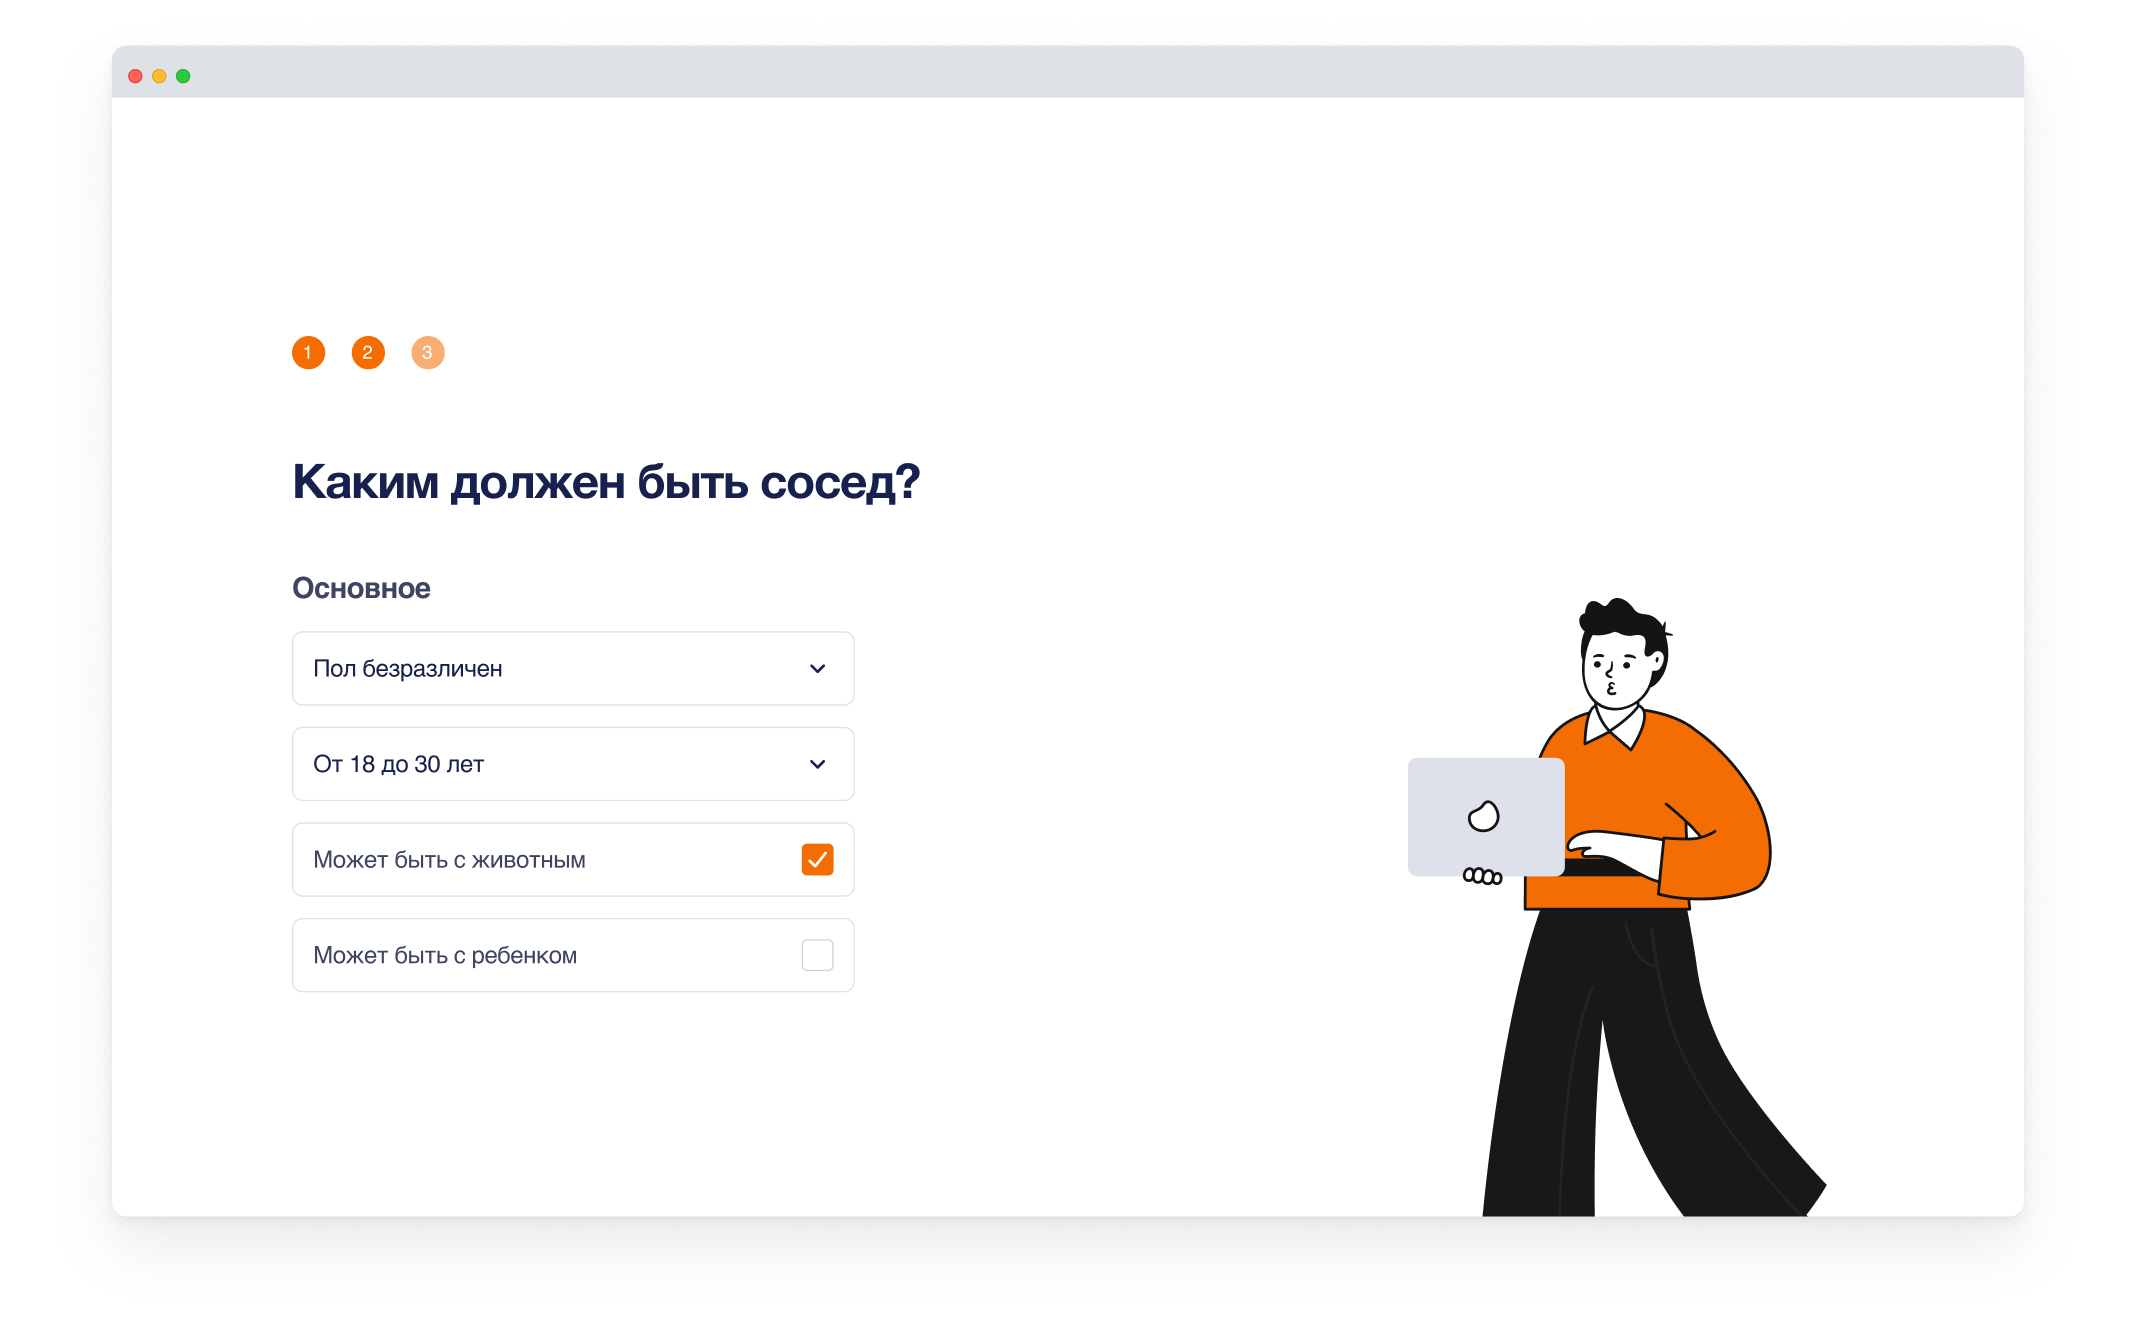 1 2 3
Каким должен быть сосед?
Основное
Пол безразличен
От 18 до 30 лет
Может быть с животным
Может быть с ребенком